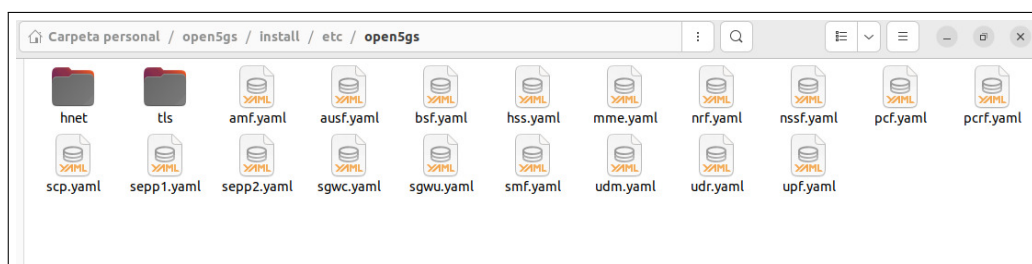 Carpeta personal / open5gs / install / etc / open5gs
hnet tls amf.yaml ausf.yaml bsf.yaml hss.yaml mme.yaml nrf.yaml nssf.yaml pcf.yaml pcrf.yaml
scp.yaml sepp1.yaml sepp2.yaml sgwc.yaml sgwu.yaml smf.yaml udm.yaml udr.yaml upf.yaml